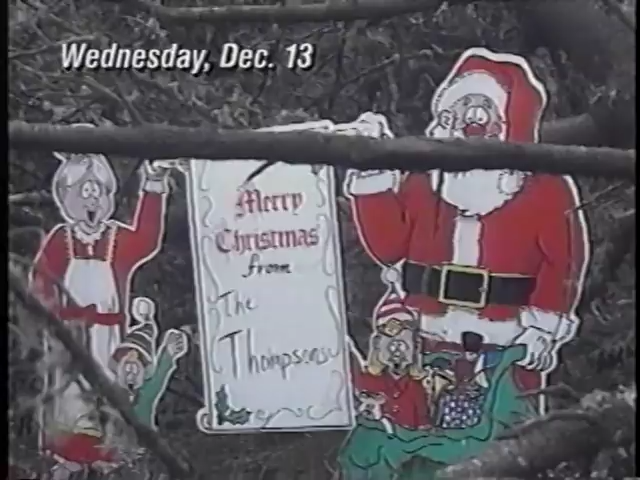 Wednesday, Dec. 13
Merry
Christmas
from
The
Thompsons